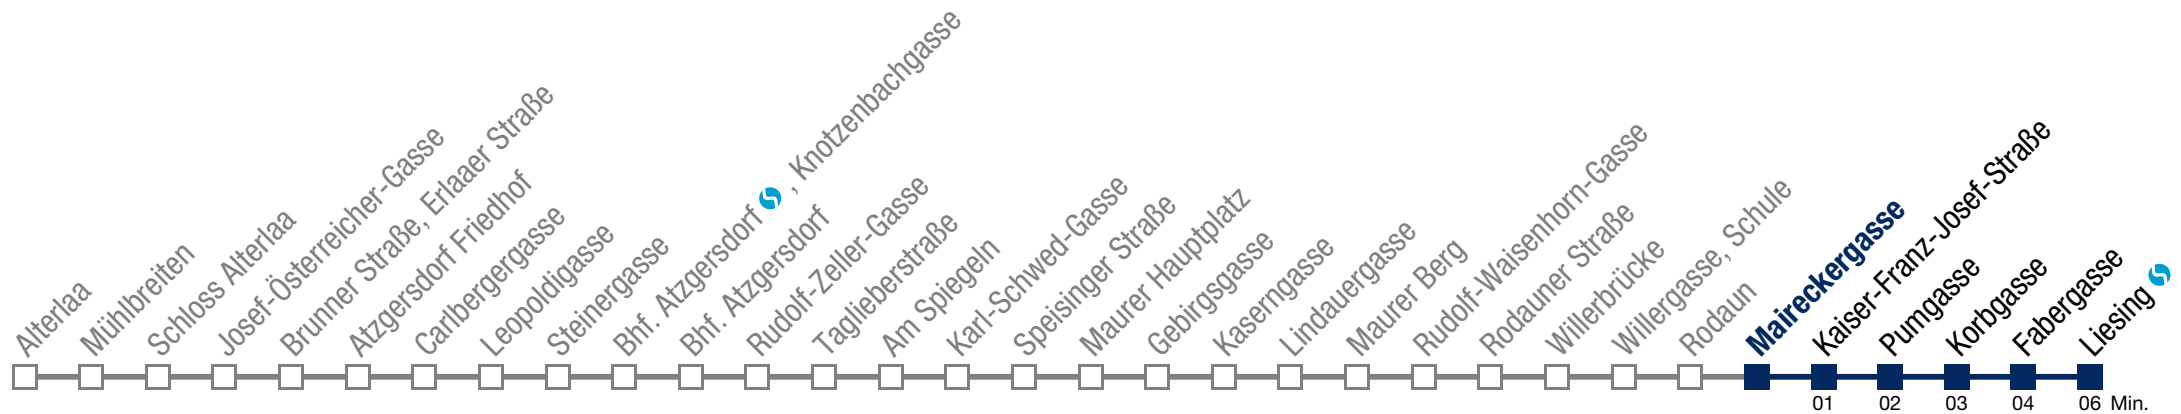 Alterlaa
Mühlbreiten
Schloss Alterlaa
Josef-Österreicher-Gasse
Brunner Straße, Erlaaer Straße
Atzgersdorf Friedhof
Carlbergergasse
Leopoldigasse
Steinergasse
Bhf. Atzgersdorf , Knotzenbachgasse
Bhf. Atzgersdorf
Rudolf-Zeller-Gasse
Taglieberstraße
Am Spiegeln
Karl-Schwed-Gasse
Speisinger Straße
Maurer Hauptplatz
Gebirgsgasse
Kaserngasse
Lindauergasse
Maurer Berg
Rudolf-Waisenhorn-Gasse
Rodauner Straße
Willerbrücke
Willergasse, Schule
Rodaun
Maireckergasse
Kaiser-Franz-Josef-Straße
Pumgasse
Korbgasse
Fabergasse
Liesing
01 02 03 04 06 Min.